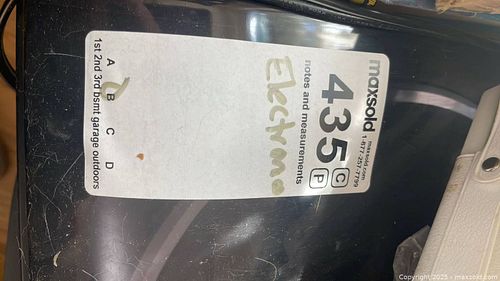 maxsold
maxsold.com
1-877-257-7799
435 C P
notes and measurements
Electrono
A B C D
1st 2nd 3rd bsmt garage outdoors
Copyright 2025 - maxsold.com